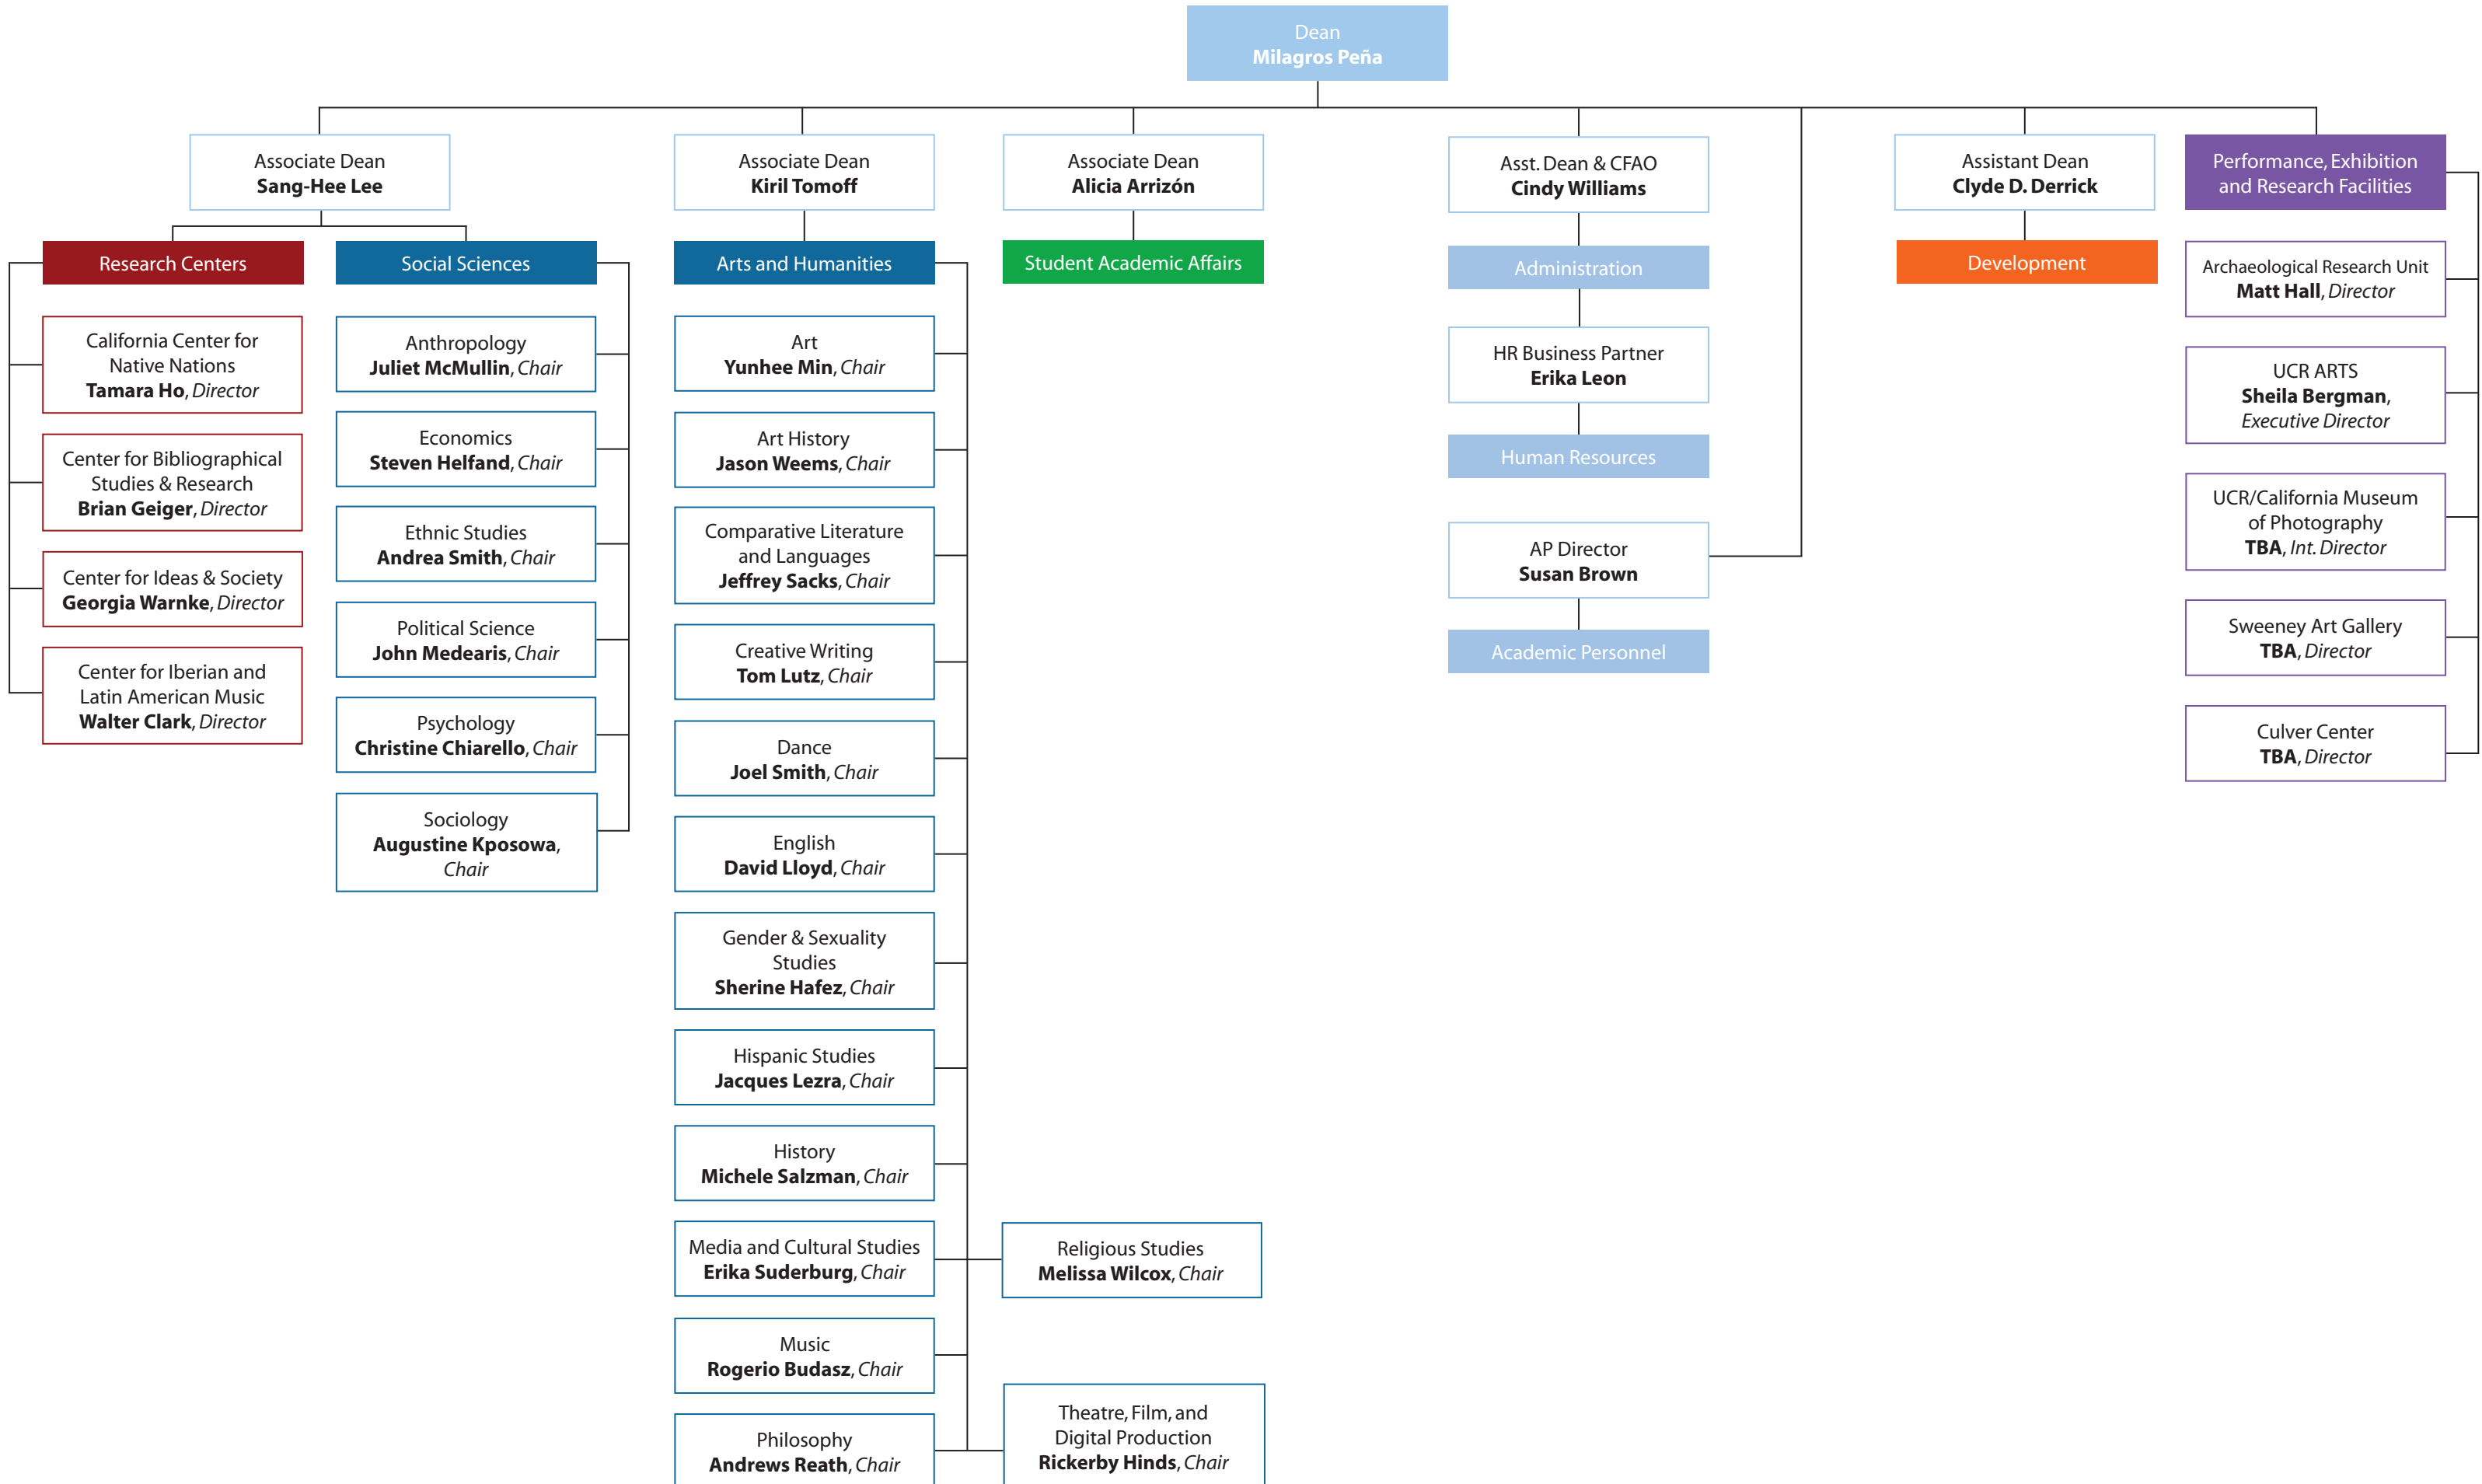 Dean
Milagros Peña
Associate Dean
Sang-Hee Lee
Associate Dean
Kiril Tomoff
Associate Dean
Alicia Arrizón
Asst. Dean & CFAO
Cindy Williams
Assistant Dean
Clyde D. Derrick
Performance, Exhibition
and Research Facilities
Research Centers
California Center for
Native Nations
Tamara Ho, Director
Center for Bibliographical
Studies & Research
Brian Geiger, Director
Center for Ideas & Society
Georgia Warnke, Director
Center for Iberian and
Latin American Music
Walter Clark, Director
Social Sciences
Anthropology
Juliet McMullin, Chair
Economics
Steven Helfand, Chair
Ethnic Studies
Andrea Smith, Chair
Political Science
John Medearis, Chair
Psychology
Christine Chiarello, Chair
Sociology
Augustine Kposowa,
Chair
Arts and Humanities
Art
Yunhee Min, Chair
Art History
Jason Weems, Chair
Comparative Literature
and Languages
Jeffrey Sacks, Chair
Creative Writing
Tom Lutz, Chair
Dance
Joel Smith, Chair
English
David Lloyd, Chair
Gender & Sexuality
Studies
Sherine Hafez, Chair
Hispanic Studies
Jacques Lezra, Chair
History
Michele Salzman, Chair
Media and Cultural Studies
Erika Suderburg, Chair
Music
Rogerio Budasz, Chair
Philosophy
Andrews Reath, Chair
Religious Studies
Melissa Wilcox, Chair
Theatre, Film, and
Digital Production
Rickerby Hinds, Chair
Student Academic Affairs
Administration
HR Business Partner
Erika Leon
Human Resources
AP Director
Susan Brown
Academic Personnel
Development
Archaeological Research Unit
Matt Hall, Director
UCR ARTS
Sheila Bergman,
Executive Director
UCR/California Museum
of Photography
TBA, Int. Director
Sweeney Art Gallery
TBA, Director
Culver Center
TBA, Director